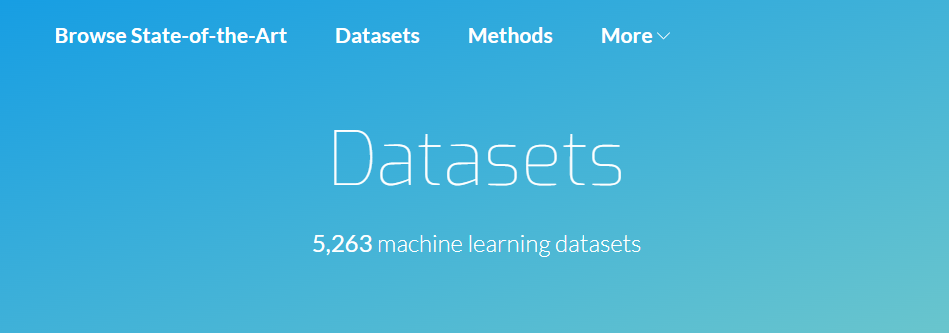 Browse State-of-the-Art Datasets Methods More
Datasets
5,263 machine learning datasets